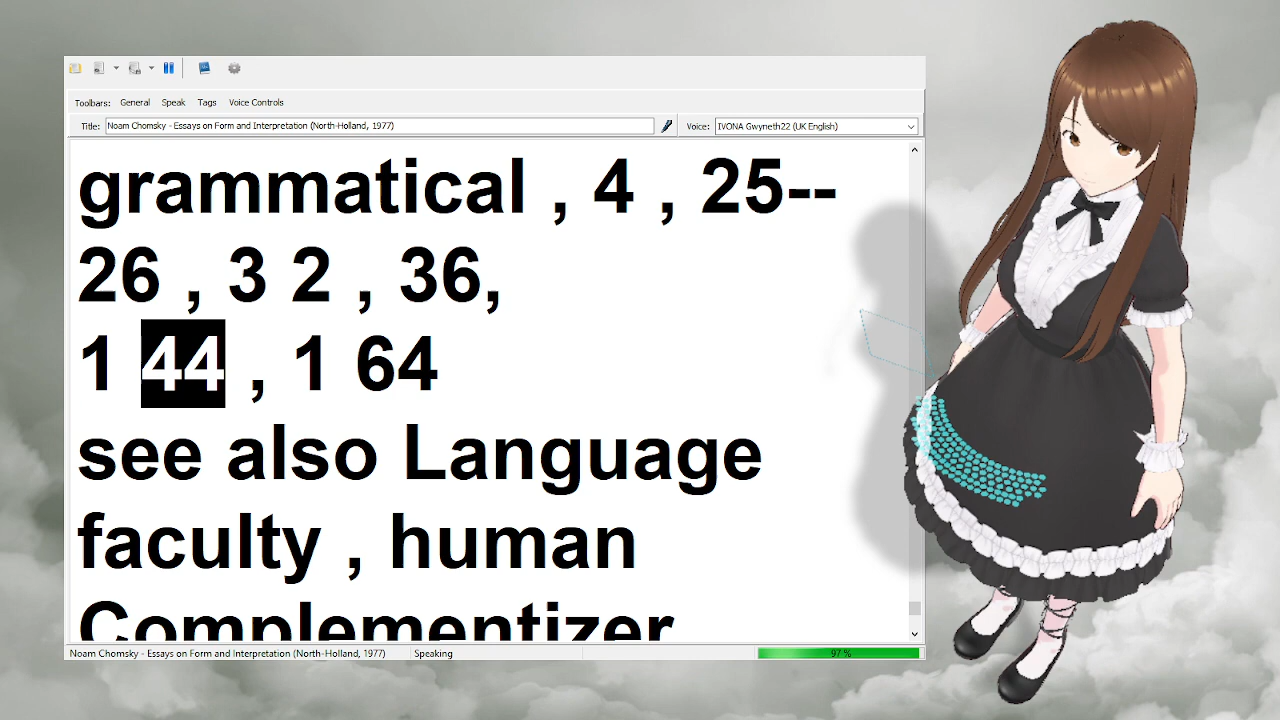 Toolbars: General Speak Tags Voice Controls
Title: Noam Chomsky - Essays on Form and Interpretation (North-Holland, 1977) Voice: IVONA Gwyneth22 (UK English)
grammatical , 4 , 25--
26 , 3 2 , 36,
1 44 , 1 64
see also Language
faculty , human
Complementizer
Noam Chomsky - Essays on Form and Interpretation (North-Holland, 1977) Speaking 97 %